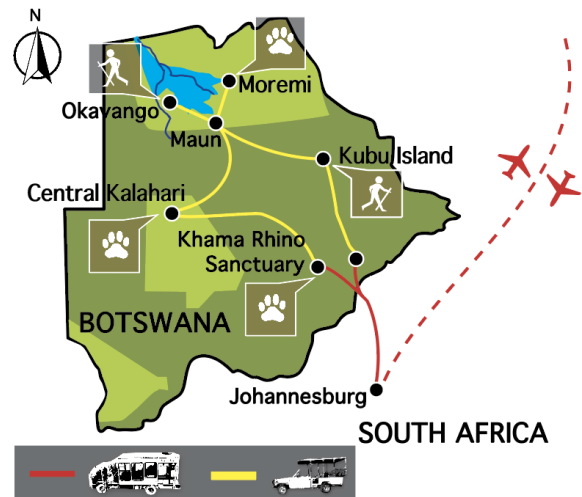 N
Moremi
Okavango
Maun
Kubu Island
Central Kalahari
Khama Rhino
Sanctuary
BOTSWANA
Johannesburg
SOUTH AFRICA